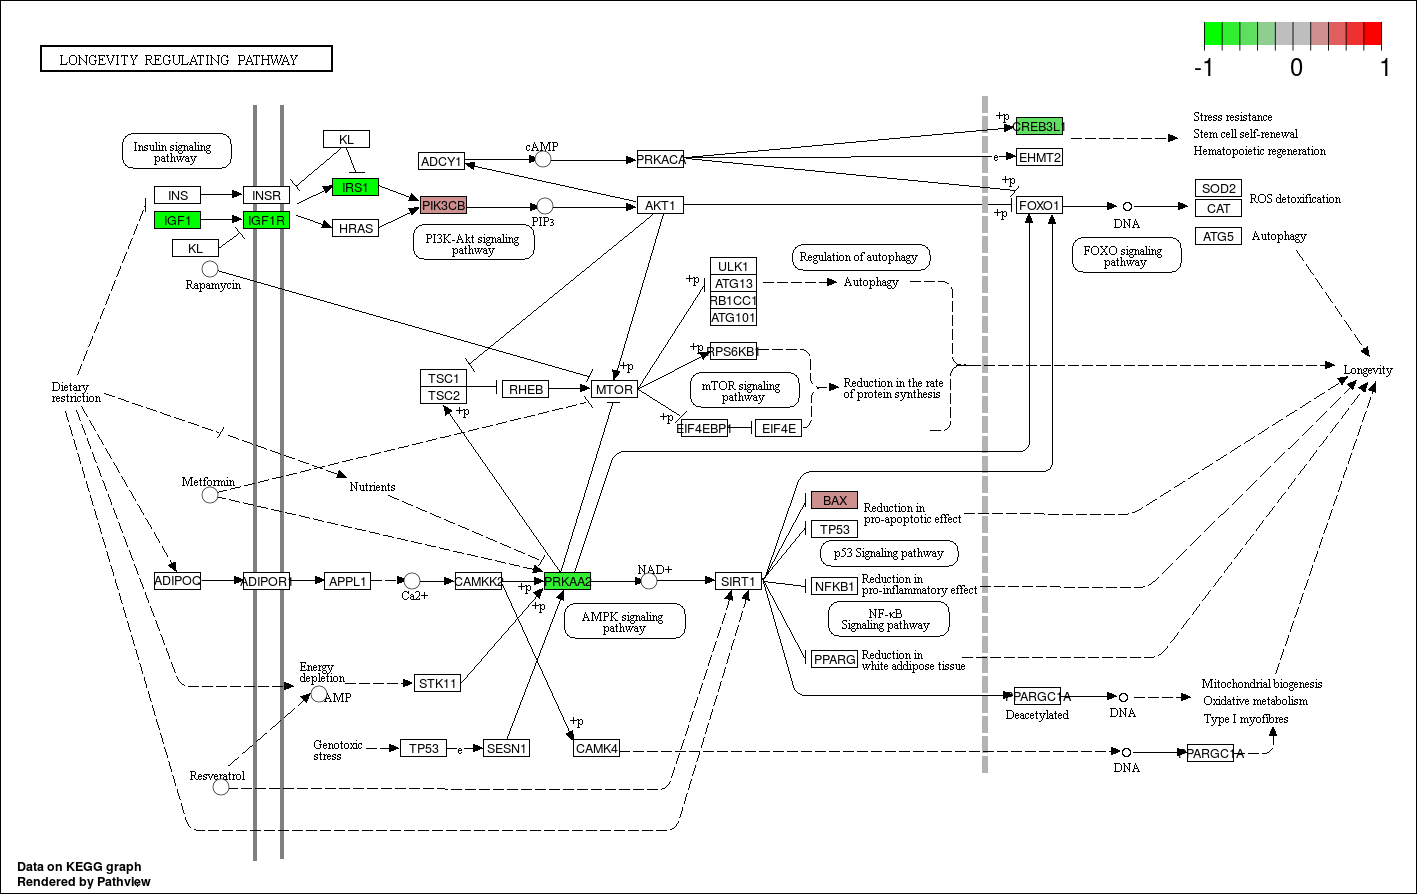 LONGEVITY REGULATING PATHWAY
-1 0 1
Insulin signaling
pathway
KL
INS
INSR
IRS1
IGF1
IGF1R
HRAS
KL
Rapamycin
ADCY1
cAMP
PRKACA
PIK3CB
PIP3
AKT1
PI3K-Akt signaling
pathway
+p
CREB3L1
e
EHMT2
+p
+p
FOXO1
DNA
Stress resistance
Stem cell self-renewal
Hematopoietic regeneration
SOD2
CAT
ROS detoxification
ATG5
Autophagy
FOXO signaling
pathway
ULK1
+p
ATG13
RB1CC1
ATG101
Regulation of autophagy
Autophagy
+p
RPS6KB1
+p
TSC1
TSC2
+p
RHEB
MTOR
mTOR signaling
pathway
+p
EIF4EBP1
EIF4E
Reduction in the rate
of protein synthesis
Longevity
Dietary
restriction
Metformin
Nutrients
ADIPOQ
ADIPOR1
APPL1
Ca2+
CAMKK2
+p
+p
PRKAA2
NAD+
SIRT1
AMPK signaling
pathway
BAX
Reduction in
pro-apoptotic effect
TP53
p53 Signaling pathway
NFKB1
Reduction in
pro-inflammatory effect
NF-κB
Signaling pathway
PPARG
Reduction in
white addipose tissue
Energy
depletion
AMP
STK11
PARGC1A
Deacetylated
DNA
Mitochondrial biogenesis
Oxidative metabolism
Type I myofibres
Genotoxic
stress
TP53
e
SESN1
+p
CAMK4
DNA
PARGC1A
Resveratrol
Data on KEGG graph
Rendered by Pathview